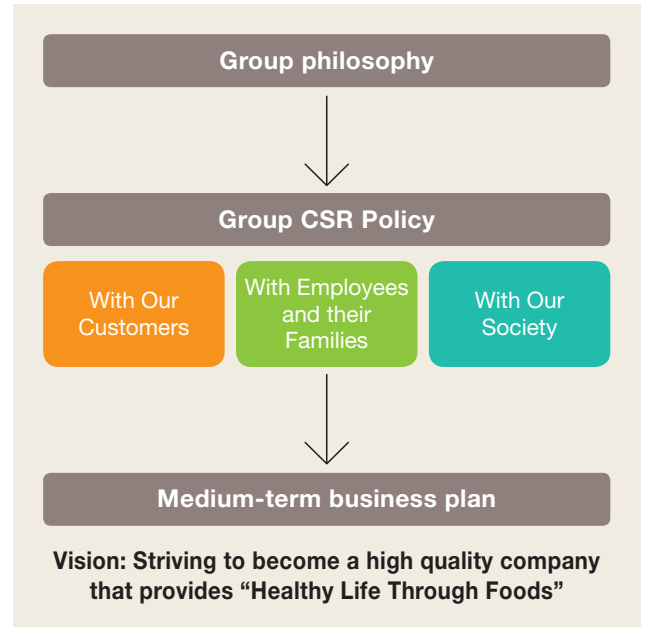 Group philosophy
Group CSR Policy
With Our
Customers
With Employees
and their
Families
With Our
Society
Medium-term business plan
Vision: Striving to become a high quality company
that provides “Healthy Life Through Foods”